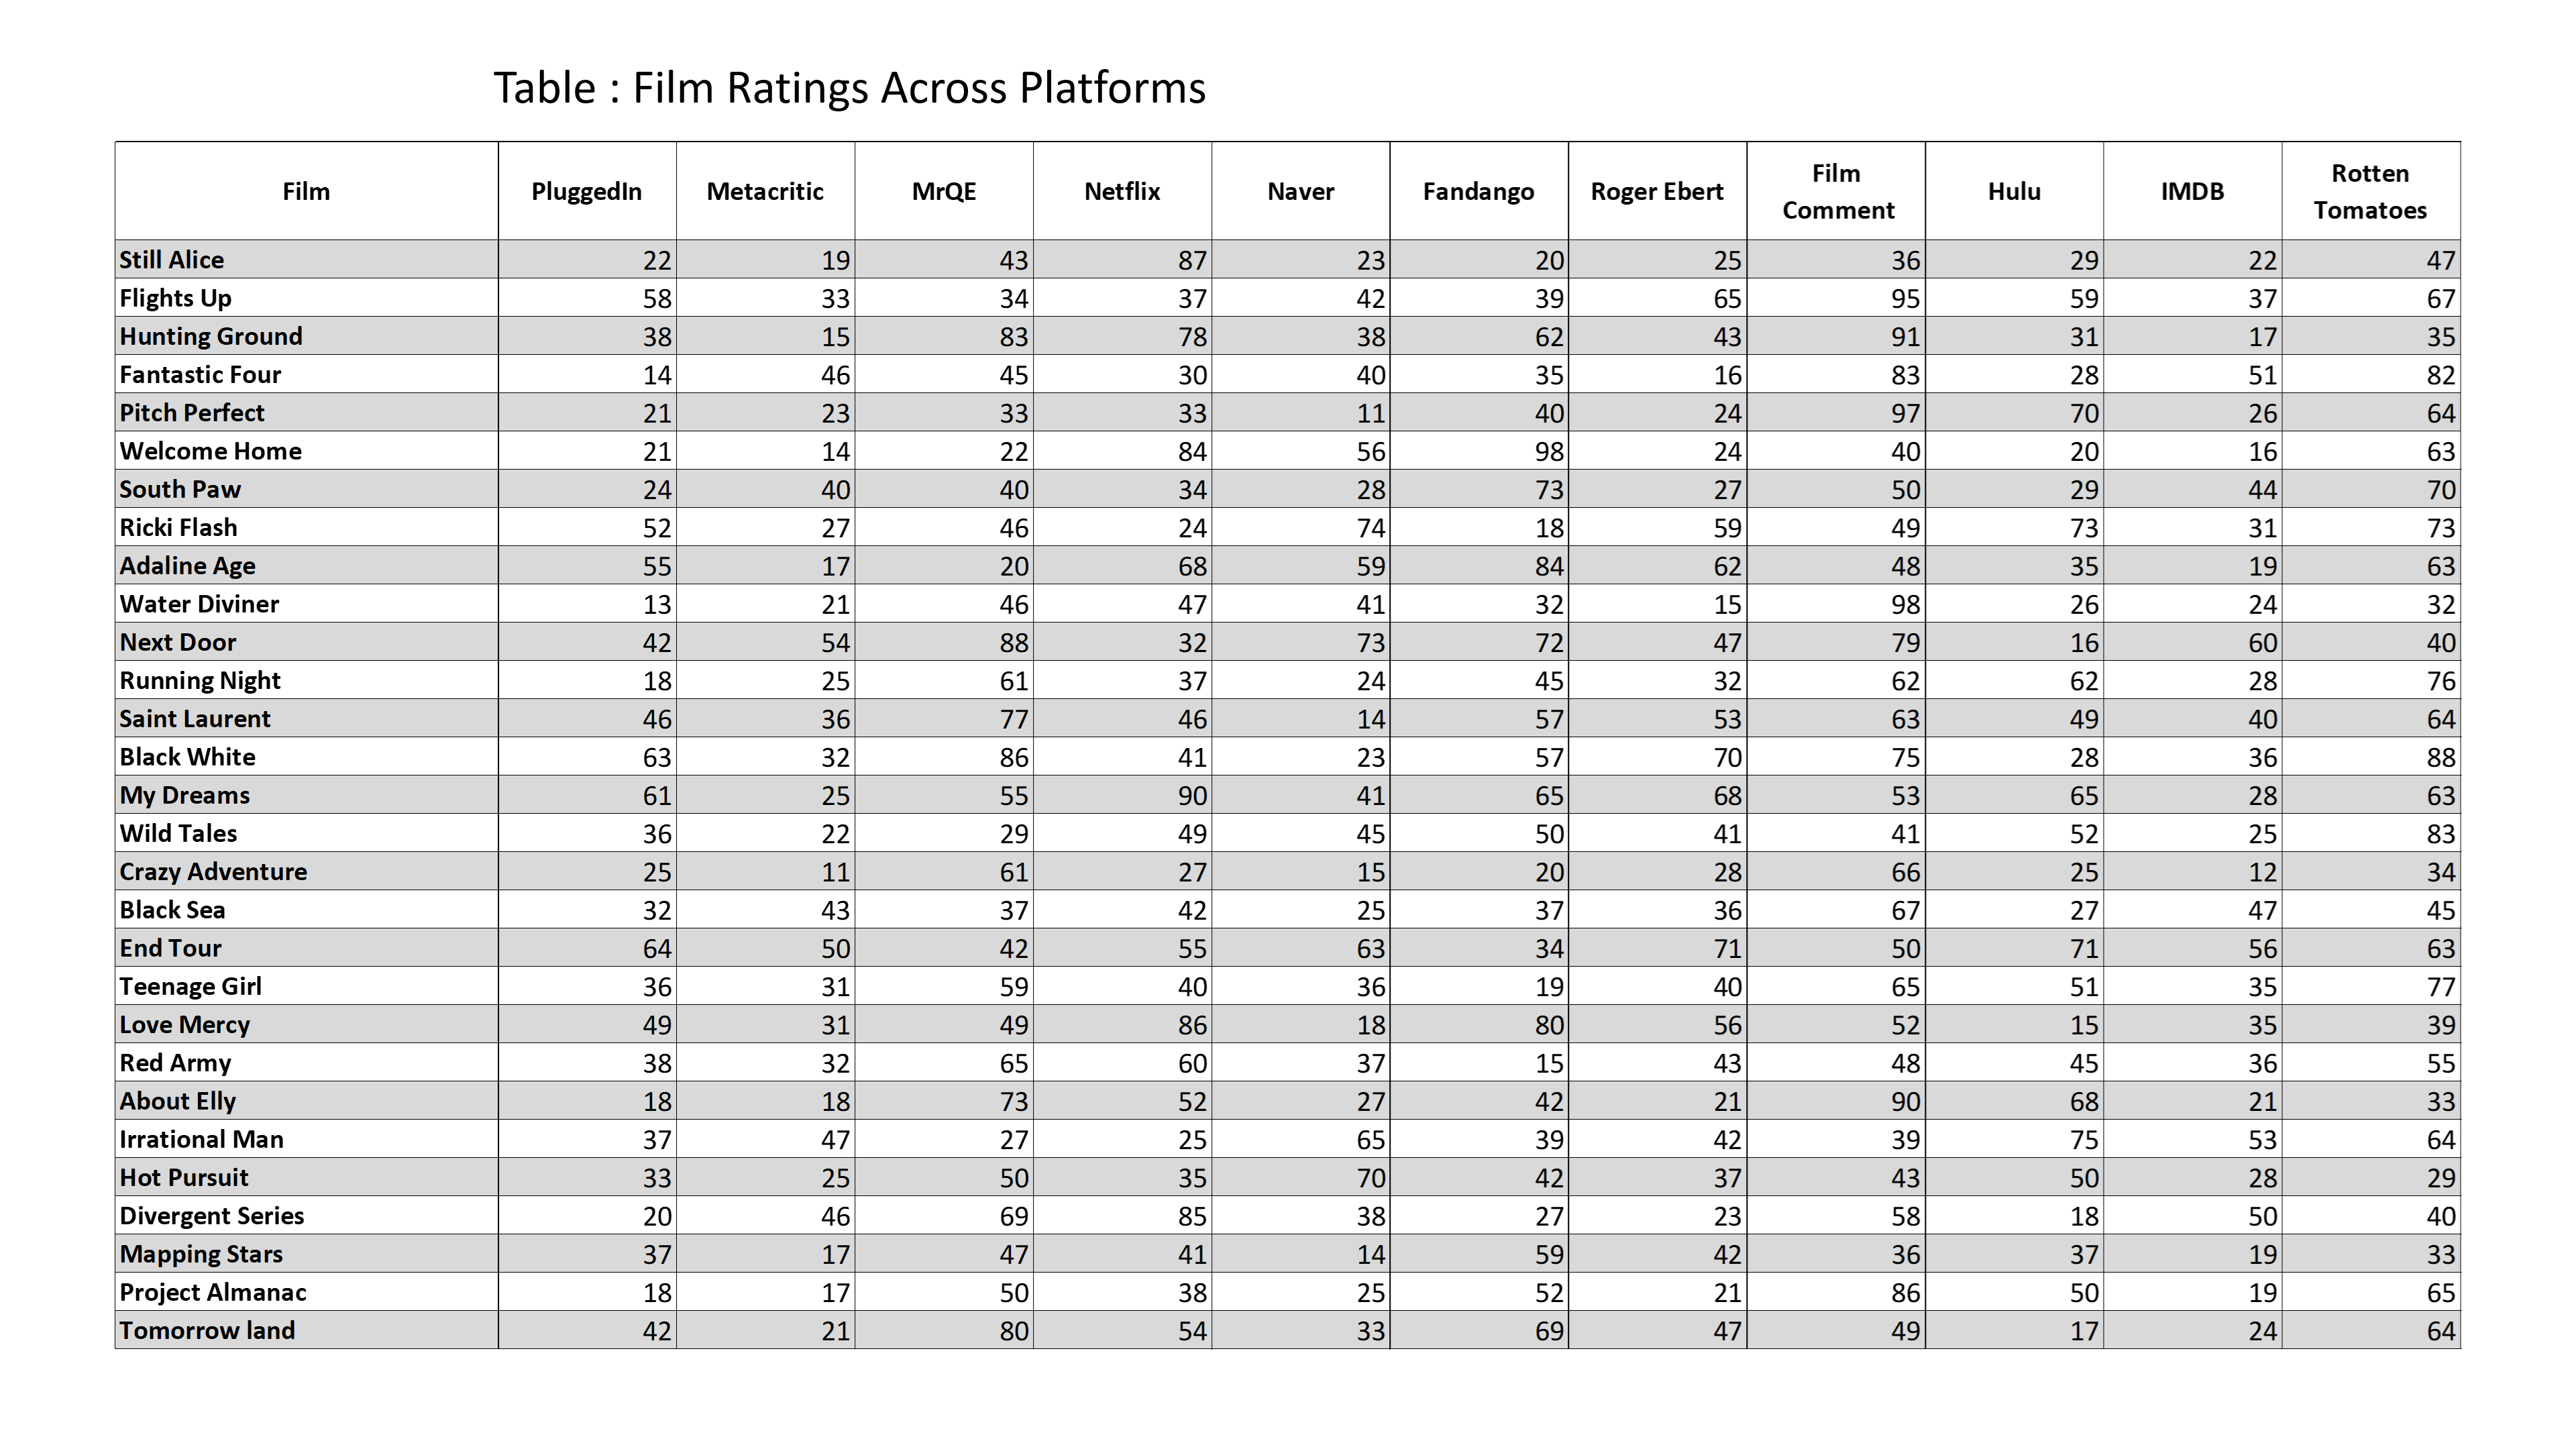 Table : Film Ratings Across Platforms
Film PluggedIn Metacritic MrQE Netflix Naver Fandango Roger Ebert Film Comment Hulu IMDB Rotten Tomatoes
Still Alice 22 19 43 87 23 20 25 36 29 22 47
Flights Up 58 33 34 37 42 39 65 95 59 37 67
Hunting Ground 38 15 83 78 38 62 43 91 31 17 35
Fantastic Four 14 46 45 30 40 35 16 83 28 51 82
Pitch Perfect 21 23 33 33 11 40 24 97 70 26 64
Welcome Home 21 14 22 84 56 98 24 40 20 16 63
South Paw 24 40 40 34 28 73 27 50 29 44 70
Ricki Flash 52 27 46 24 74 18 59 49 73 31 73
Adaline Age 55 17 20 68 59 84 62 48 35 19 63
Water Diviner 13 21 46 47 41 32 15 98 26 24 32
Next Door 42 54 88 32 73 72 47 79 16 60 40
Running Night 18 25 61 37 24 45 32 62 62 28 76
Saint Laurent 46 36 77 46 14 57 53 63 49 40 64
Black White 63 32 86 41 23 57 70 75 28 36 88
My Dreams 61 25 55 90 41 65 68 53 65 28 63
Wild Tales 36 22 29 49 45 50 41 41 52 25 83
Crazy Adventure 25 11 61 27 15 20 28 66 25 12 34
Black Sea 32 43 37 42 25 37 36 67 27 47 45
End Tour 64 50 42 55 63 34 71 50 71 56 63
Teenage Girl 36 31 59 40 36 19 40 65 51 35 77
Love Mercy 49 31 49 86 18 80 56 52 15 35 39
Red Army 38 32 65 60 37 15 43 48 45 36 55
About Elly 18 18 73 52 27 42 21 90 68 21 33
Irrational Man 37 47 27 25 65 39 42 39 75 53 64
Hot Pursuit 33 25 50 35 70 42 37 43 50 28 29
Divergent Series 20 46 69 85 38 27 23 58 18 50 40
Mapping Stars 37 17 47 41 14 59 42 36 37 19 33
Project Almanac 18 17 50 38 25 52 21 86 50 19 65
Tomorrow land 42 21 80 54 33 69 47 49 17 24 64